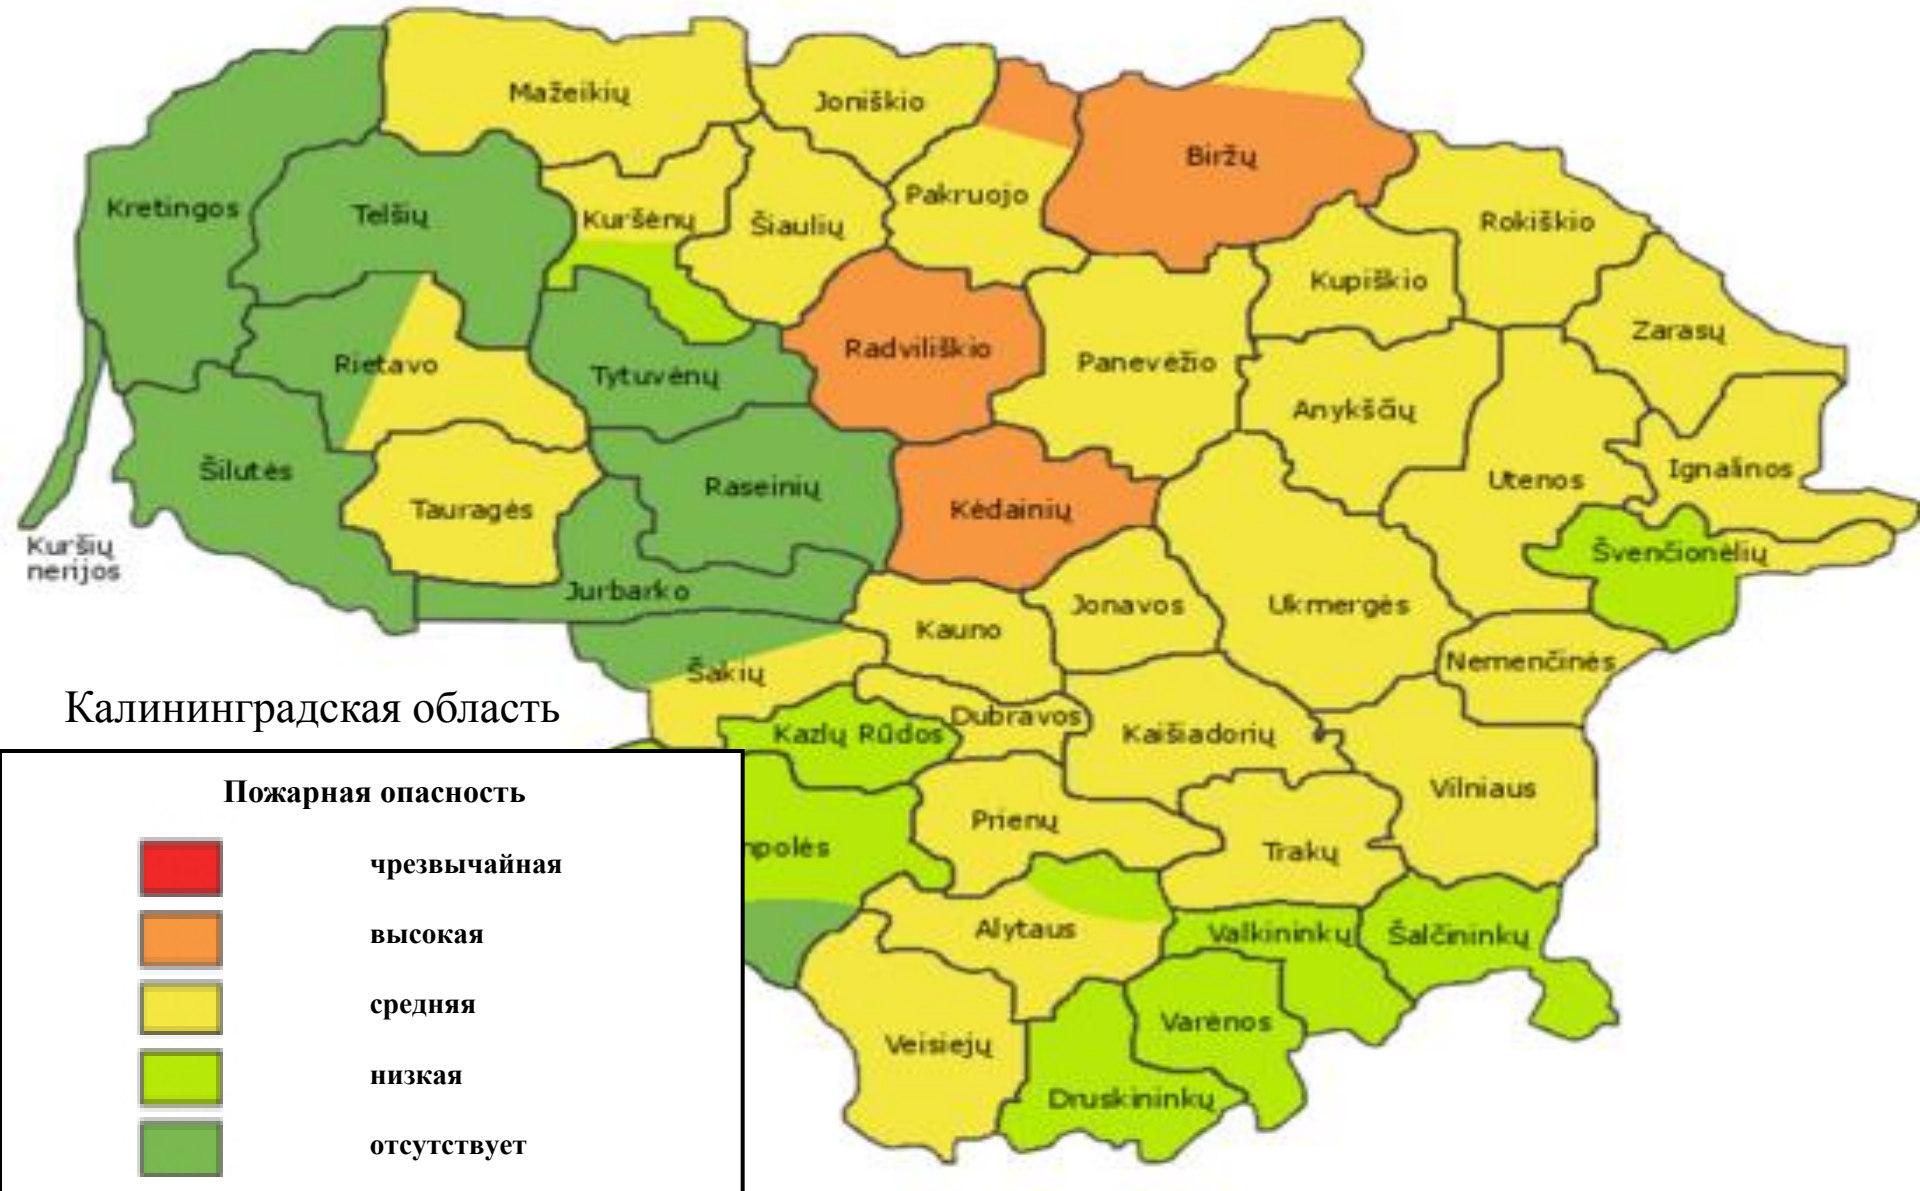 Mažeikių
Joniškio
Biržų
Kretingos
Telšių
Kuršėnų
Šiaulių
Pakruojo
Rokiškio
Kupiškio
Zarasų
Rietavo
Tytuvėnų
Radviliškio
Panevėžio
Anykščių
Šilutės
Tauragės
Raseinių
Kėdainių
Utenos
Ignalinos
Švenčionėlių
Kuršių
nerijos
Jurbarko
Kauno
Jonavos
Ukmergės
Nemenčinės
Šakių
Калининградская область
Kazlų Rūdos
Dubravos
Kaišiadorių
Vilniaus
Prienų
Trakų
mpolės
Alytaus
Valkininkų
Šalčininkų
Veisiejų
Varėnos
Druskininkų
Пожарная опасность
чрезвычайная
высокая
средняя
низкая
отсутствует